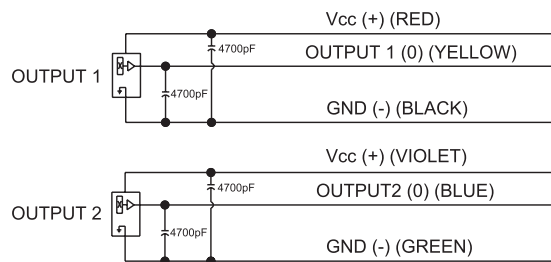 Vcc (+) (RED)
4700pF
OUTPUT 1 (0) (YELLOW)
OUTPUT 1
4700pF
GND (-) (BLACK)
Vcc (+) (VIOLET)
4700pF
OUTPUT2 (0) (BLUE)
OUTPUT 2
4700pF
GND (-) (GREEN)